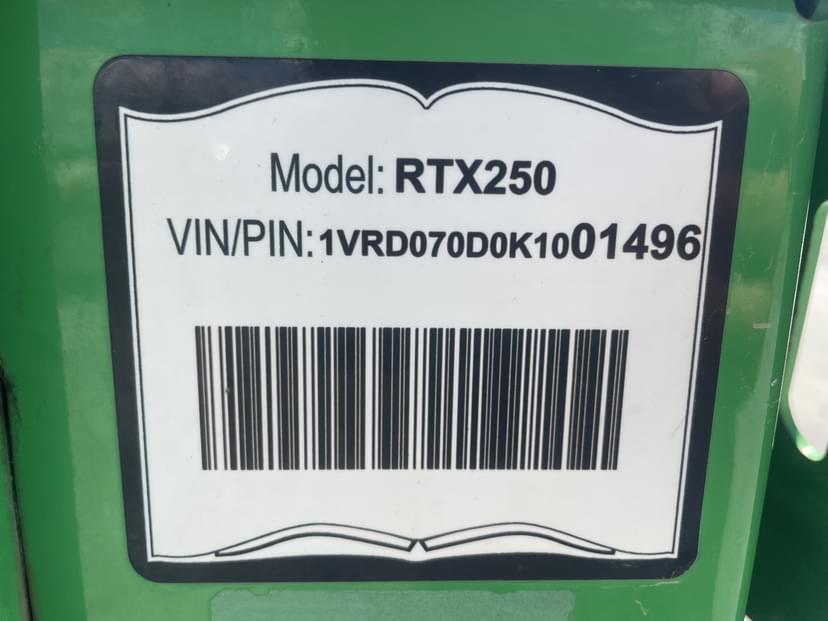 Model: RTX250
VIN/PIN: 1VRD070D0K1001496